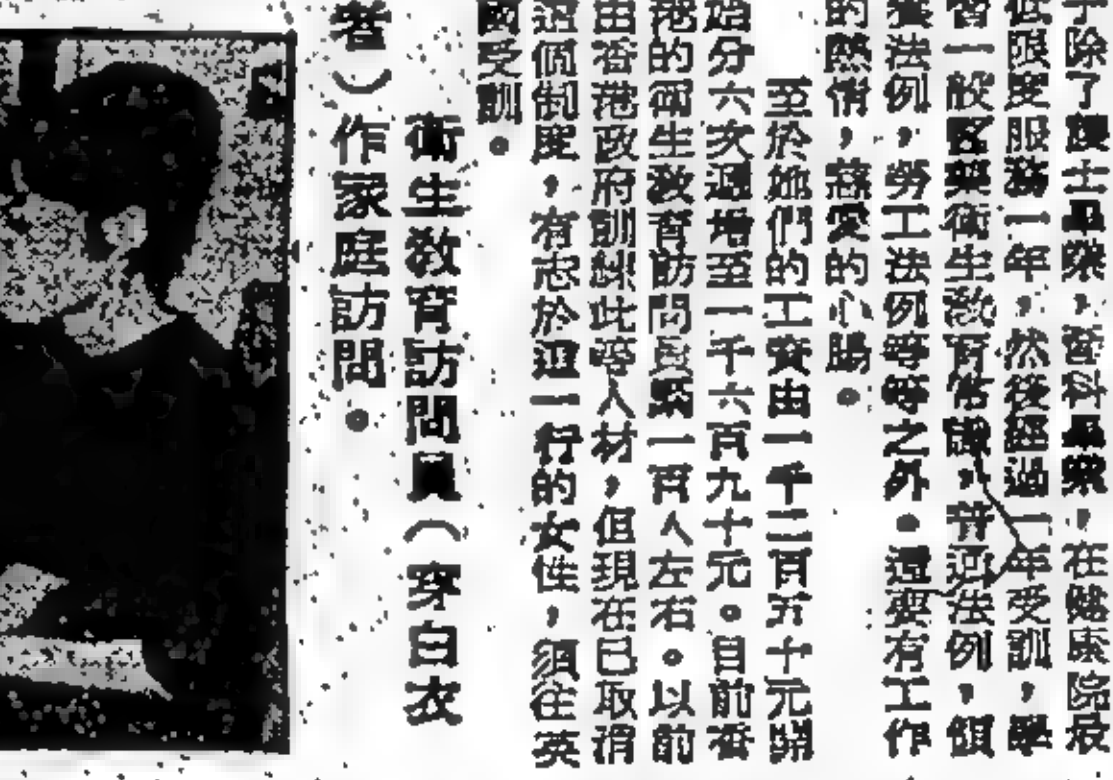 于除了護士畢業，產科畢業，在健康院最
低限度服務一年，然後經過一年受訓，學
習一般醫藥衛生教育常識，普通法例，傾
養法例，勞工法例等等之外。還要有工作
的熱情，慈愛的心腸。
至於她們的工資由一千二百五十元開
始分六次遞增至一千六百九十元。目前香
港的衛生教育訪問員祇一百人左右。以前
由香港政府訓練此等人材，但現在已取消
這個制度，有志於這一行的女性，須往英
國受訓。
衛生教育訪問員（穿白衣
者）作家庭訪問。